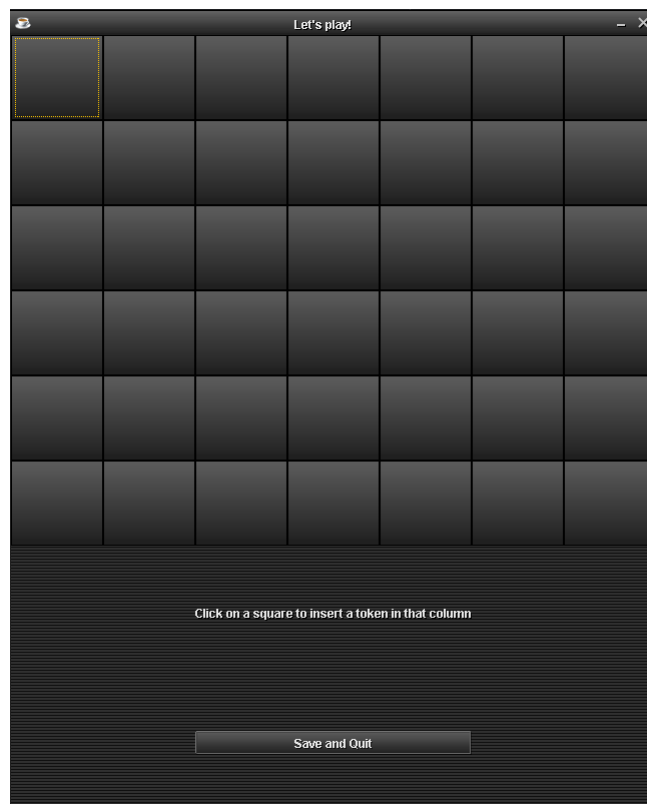 Let's play!
Click on a square to insert a token in that column
Save and Quit